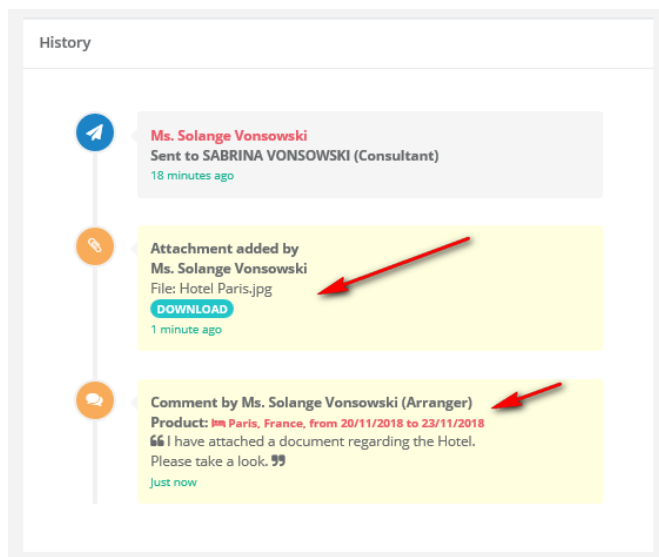 History
Ms. Solange Vonsowski
Sent to SABRINA VONSOWSKI (Consultant)
18 minutes ago
Attachment added by
Ms. Solange Vonsowski
File: Hotel Paris.jpg
DOWNLOAD
1 minute ago
Comment by Ms. Solange Vonsowski (Arranger)
Product: Paris, France, from 20/11/2018 to 23/11/2018
“ I have attached a document regarding the Hotel.
Please take a look. ”
Just now